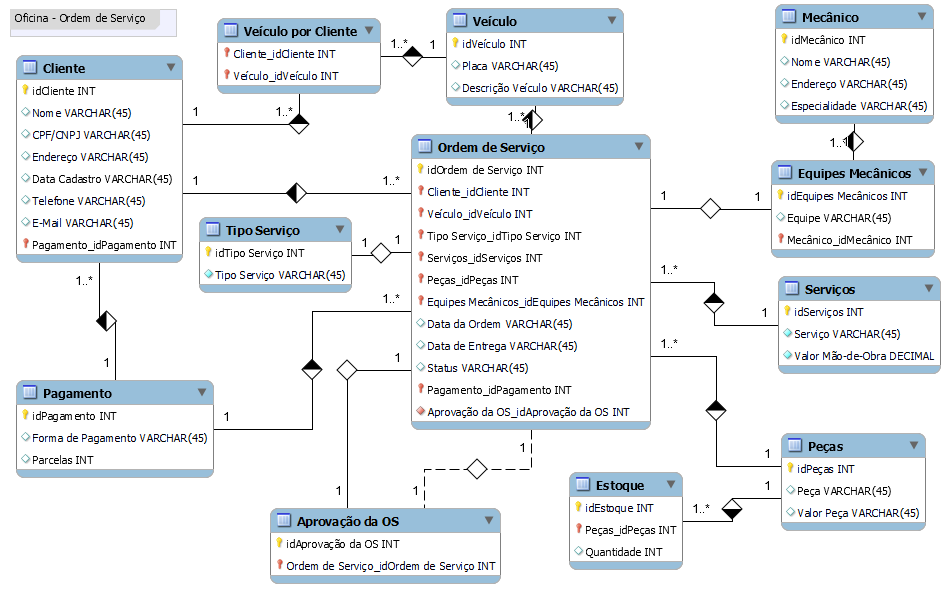 Oficina - Ordem de Serviço
Cliente
idCliente INT
Nome VARCHAR(45)
CPF/CNPJ VARCHAR(45)
Endereço VARCHAR(45)
Data Cadastro VARCHAR(45)
Telefone VARCHAR(45)
E-Mail VARCHAR(45)
Pagamento_idPagamento INT
Veículo por Cliente
Cliente_idCliente INT
Veículo_idVeículo INT
Veículo
idVeículo INT
Placa VARCHAR(45)
Descrição Veículo VARCHAR(45)
Mecânico
idMecânico INT
Nome VARCHAR(45)
Endereço VARCHAR(45)
Especialidade VARCHAR(45)
Ordem de Serviço
idOrdem de Serviço INT
Cliente_idCliente INT
Veículo_idVeículo INT
Tipo Serviço_idTipo Serviço INT
Serviços_idServiços INT
Peças_idPeças INT
Equipes Mecânicos_idEquipes Mecânicos INT
Data da Ordem VARCHAR(45)
Data de Entrega VARCHAR(45)
Status VARCHAR(45)
Pagamento_idPagamento INT
Aprovação da OS_idAprovação da OS INT
Tipo Serviço
idTipo Serviço INT
Tipo Serviço VARCHAR(45)
Equipes Mecânicos
idEquipes Mecânicos INT
Equipe VARCHAR(45)
Mecânico_idMecânico INT
Serviços
idServiços INT
Serviço VARCHAR(45)
Valor Mão-de-Obra DECIMAL
Pagamento
idPagamento INT
Forma de Pagamento VARCHAR(45)
Parcelas INT
Peças
idPeças INT
Peça VARCHAR(45)
Valor Peça VARCHAR(45)
Estoque
idEstoque INT
Peças_idPeças INT
Quantidade INT
Aprovação da OS
idAprovação da OS INT
Ordem de Serviço_idOrdem de Serviço INT
1..*
1
1
1..*
1..*
1
1
1..*
1..*
1
1
1
1
1
1..*
1
1..*
1
1..*
1
1..*
1
1
1
1
1
1..*
1